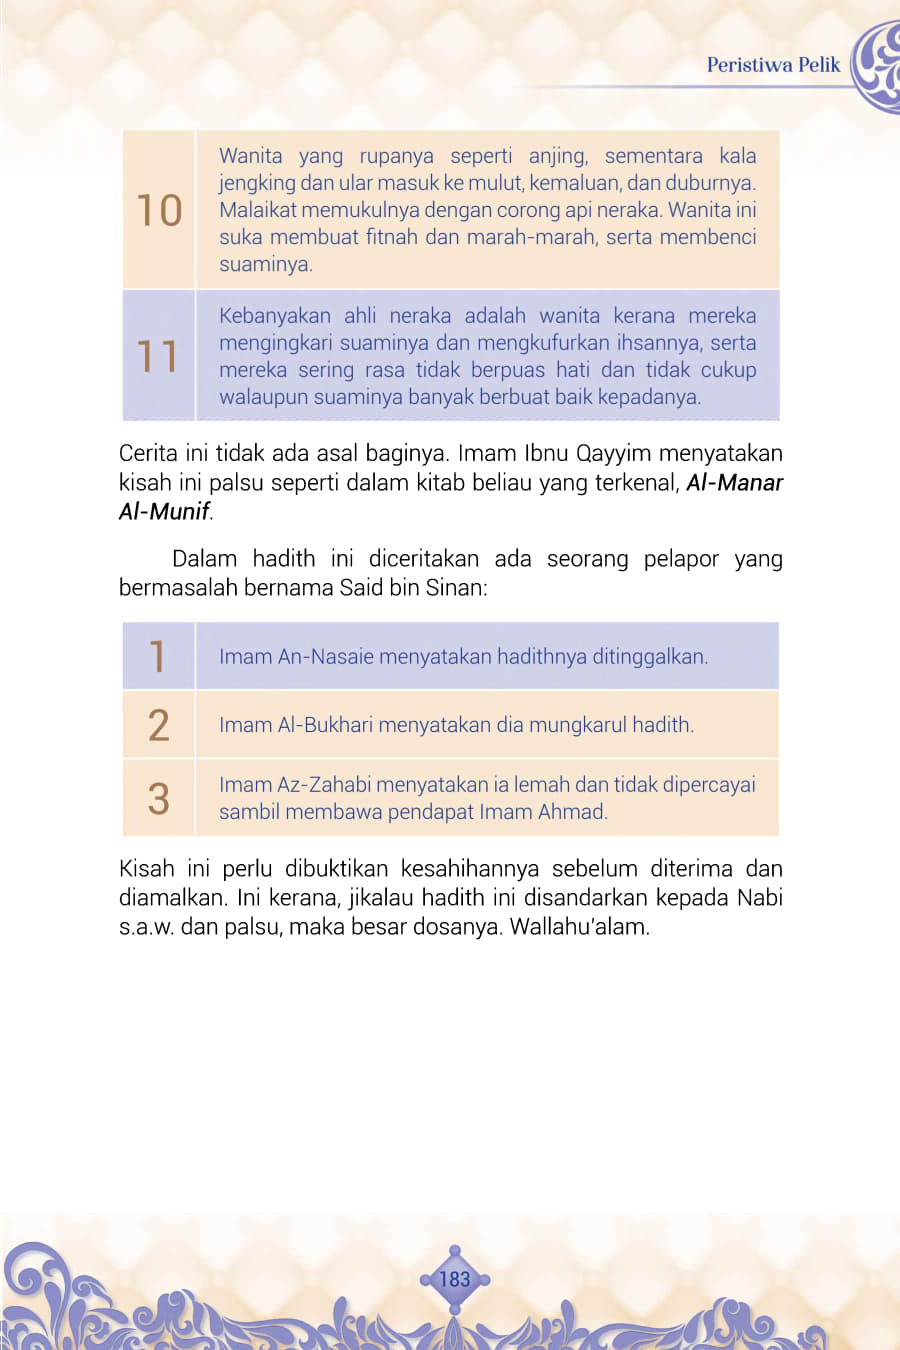 Peristiwa Pelik
10
Wanita yang rupanya seperti anjing, sementara kala
jengking dan ular masuk ke mulut, kemaluan, dan duburnya.
Malaikat memukulnya dengan corong api neraka. Wanita ini
suka membuat fitnah dan marah-marah, serta membenci
suaminya.
11
Kebanyakan ahli neraka adalah wanita kerana mereka
mengingkari suaminya dan mengkufurkan ihsannya, serta
mereka sering rasa tidak berpuas hati dan tidak cukup
walaupun suaminya banyak berbuat baik kepadanya.
Cerita ini tidak ada asal baginya. Imam Ibnu Qayyim menyatakan
kisah ini palsu seperti dalam kitab beliau yang terkenal, Al-Manar
Al-Munif.
Dalam hadith ini diceritakan ada seorang pelapor yang
bermasalah bernama Said bin Sinan:
1
Imam An-Nasaie menyatakan hadithnya ditinggalkan.
2
Imam Al-Bukhari menyatakan dia mungkarul hadith.
3
Imam Az-Zahabi menyatakan ia lemah dan tidak dipercayai
sambil membawa pendapat Imam Ahmad.
Kisah ini perlu dibuktikan kesahihannya sebelum diterima dan
diamalkan. Ini kerana, jikalau hadith ini disandarkan kepada Nabi
s.a.w. dan palsu, maka besar dosanya. Wallahu’alam.
183